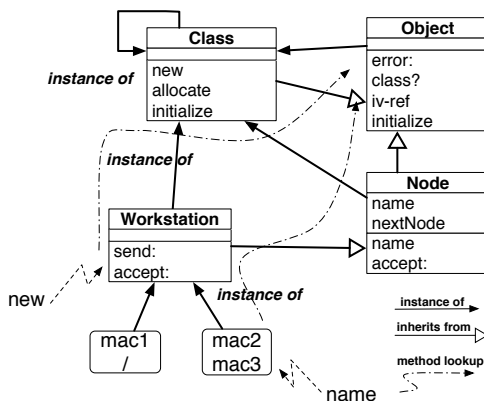 Class
new
allocate
initialize
Object
error:
class?
iv-ref
initialize
instance of
instance of
Node
name
nextNode
name
accept:
Workstation
send:
accept:
new
instance of
mac1
/
mac2
mac3
name
instance of
inherits from
method lookup